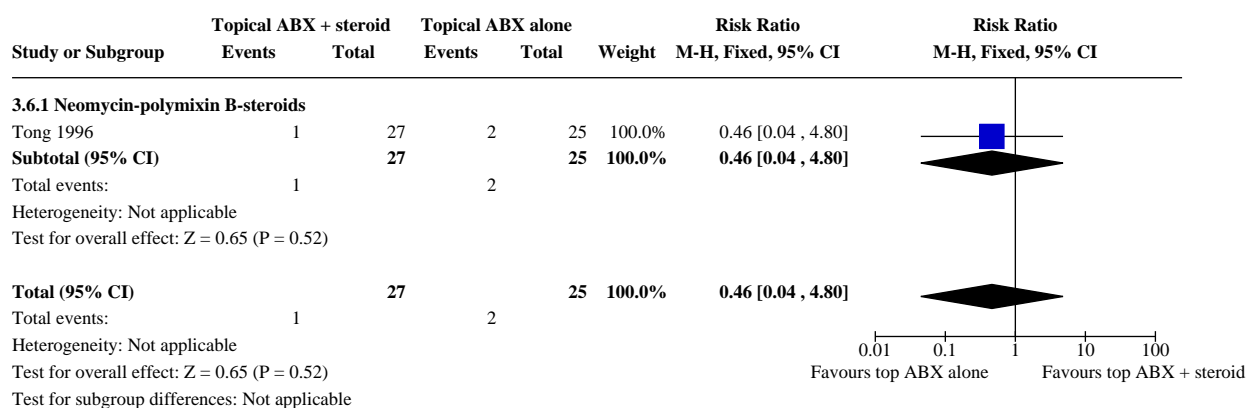 Topical ABX + steroid Topical ABX alone Risk Ratio Risk Ratio
Study or Subgroup Events Total Events Total Weight M-H, Fixed, 95% CI M-H, Fixed, 95% CI
3.6.1 Neomycin-polymixin B-steroids
Tong 1996 1 27 2 25 100.0% 0.46 [0.04 , 4.80]
Subtotal (95% CI) 27 25 100.0% 0.46 [0.04 , 4.80]
Total events: 1 2
Heterogeneity: Not applicable
Test for overall effect: Z = 0.65 (P = 0.52)
Total (95% CI) 27 25 100.0% 0.46 [0.04 , 4.80]
Total events: 1 2
Heterogeneity: Not applicable 0.01 0.1 1 10 100
Test for overall effect: Z = 0.65 (P = 0.52) Favours top ABX alone Favours top ABX + steroid
Test for subgroup differences: Not applicable